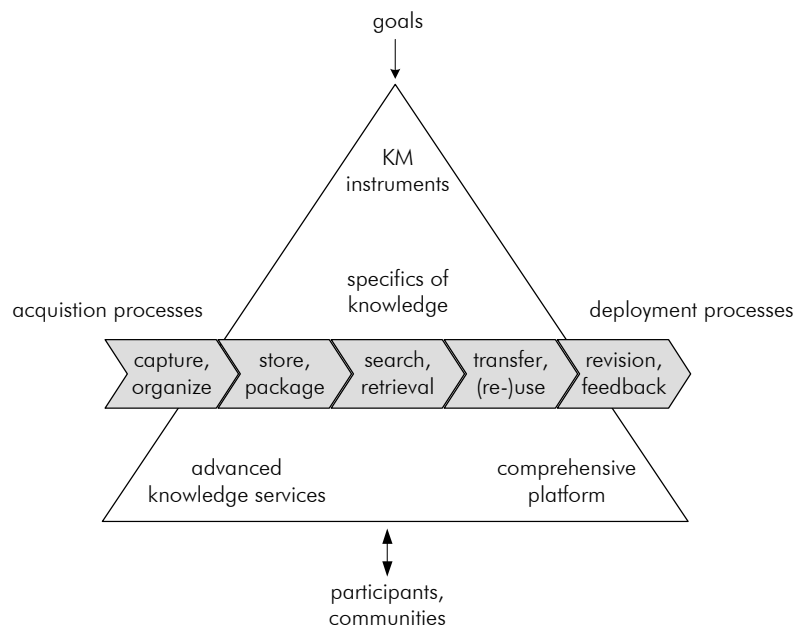 goals
KM
instruments
specifics of
knowledge
acquistion processes
deployment processes
capture,
organize
store,
package
search,
retrieval
transfer,
(re-)use
revision,
feedback
advanced
knowledge services
comprehensive
platform
participants,
communities